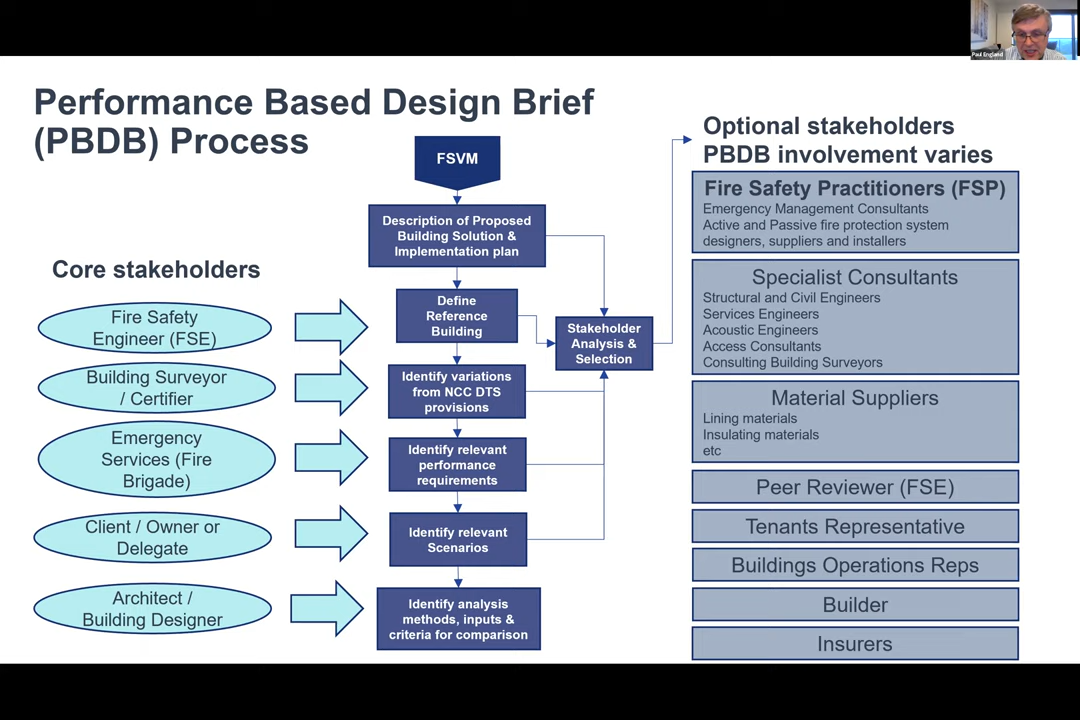 Paul England
Performance Based Design Brief
(PBDB) Process
FSVM
Description of Proposed
Building Solution &
Implementation plan
Define
Reference
Building
Identify variations
from NCC DTS
provisions
Identify relevant
performance
requirements
Identify relevant
Scenarios
Identify analysis
methods, inputs &
criteria for comparison
Stakeholder
Analysis &
Selection
Core stakeholders
Fire Safety
Engineer (FSE)
Building Surveyor
/ Certifier
Emergency
Services (Fire
Brigade)
Client / Owner or
Delegate
Architect /
Building Designer
Optional stakeholders
PBDB involvement varies
Fire Safety Practitioners (FSP)
Emergency Management Consultants
Active and Passive fire protection system
designers, suppliers and installers
Specialist Consultants
Structural and Civil Engineers
Services Engineers
Acoustic Engineers
Access Consultants
Consulting Building Surveyors
Material Suppliers
Lining materials
Insulating materials
etc
Peer Reviewer (FSE)
Tenants Representative
Buildings Operations Reps
Builder
Insurers